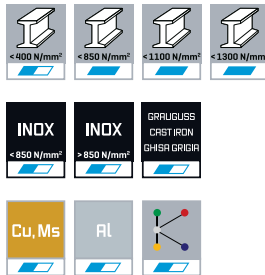 <400 N/mm² <850 N/mm² <1100 N/mm² <1300 N/mm²
INOX INOX GRAUGUSS
CAST IRON
GHISA GRIGIA
<850 N/mm² >850 N/mm²
Cu, Ms Al